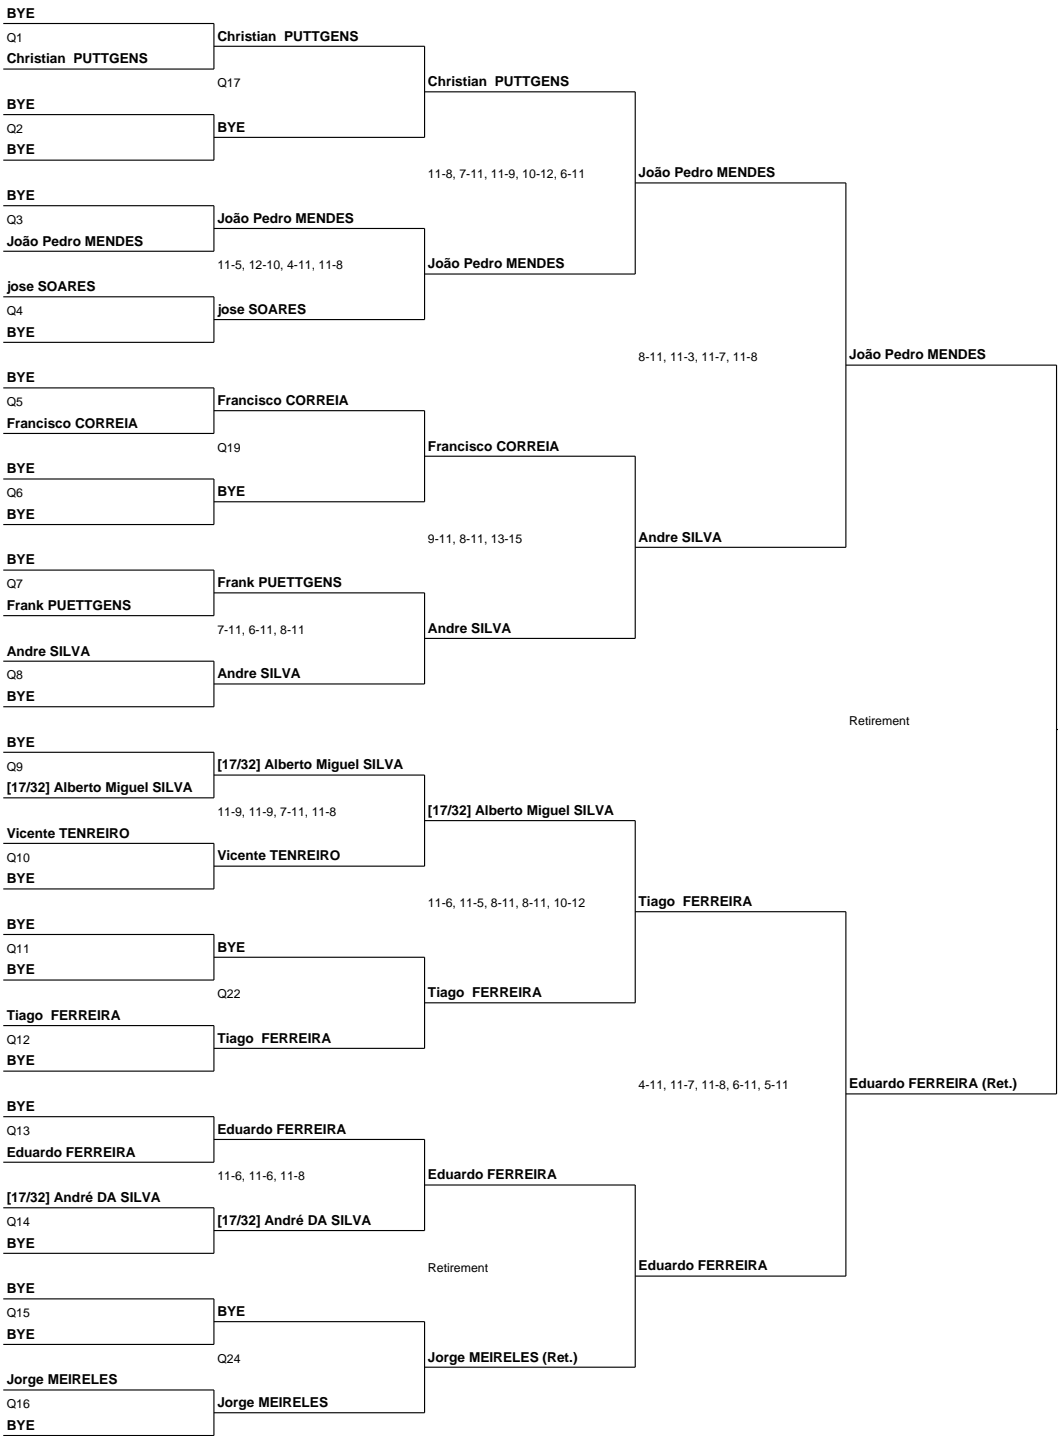 BYE
Q1
Christian PUTTGENS
Christian PUTTGENS
Q17
Christian PUTTGENS
BYE
Q2
BYE
BYE
11-8, 7-11, 11-9, 10-12, 6-11
João Pedro MENDES
BYE
Q3
João Pedro MENDES
João Pedro MENDES
11-5, 12-10, 4-11, 11-8
João Pedro MENDES
jose SOARES
Q4
BYE
jose SOARES
8-11, 11-3, 11-7, 11-8
João Pedro MENDES
BYE
Q5
Francisco CORREIA
Francisco CORREIA
Q19
Francisco CORREIA
BYE
Q6
BYE
BYE
9-11, 8-11, 13-15
Andre SILVA
BYE
Q7
Frank PUETTGENS
Frank PUETTGENS
7-11, 6-11, 8-11
Andre SILVA
Andre SILVA
Q8
BYE
Andre SILVA
Retirement
BYE
Q9
[17/32] Alberto Miguel SILVA
[17/32] Alberto Miguel SILVA
11-9, 11-9, 7-11, 11-8
[17/32] Alberto Miguel SILVA
Vicente TENREIRO
Q10
BYE
Vicente TENREIRO
11-6, 11-5, 8-11, 8-11, 10-12
Tiago FERREIRA
BYE
Q11
BYE
BYE
Q22
Tiago FERREIRA
Tiago FERREIRA
Q12
BYE
Tiago FERREIRA
4-11, 11-7, 11-8, 6-11, 5-11
Eduardo FERREIRA (Ret.)
BYE
Q13
Eduardo FERREIRA
Eduardo FERREIRA
11-6, 11-6, 11-8
Eduardo FERREIRA
[17/32] André DA SILVA
Q14
BYE
[17/32] André DA SILVA
Retirement
Eduardo FERREIRA
BYE
Q15
BYE
BYE
Q24
Jorge MEIRELES (Ret.)
Jorge MEIRELES
Q16
BYE
Jorge MEIRELES